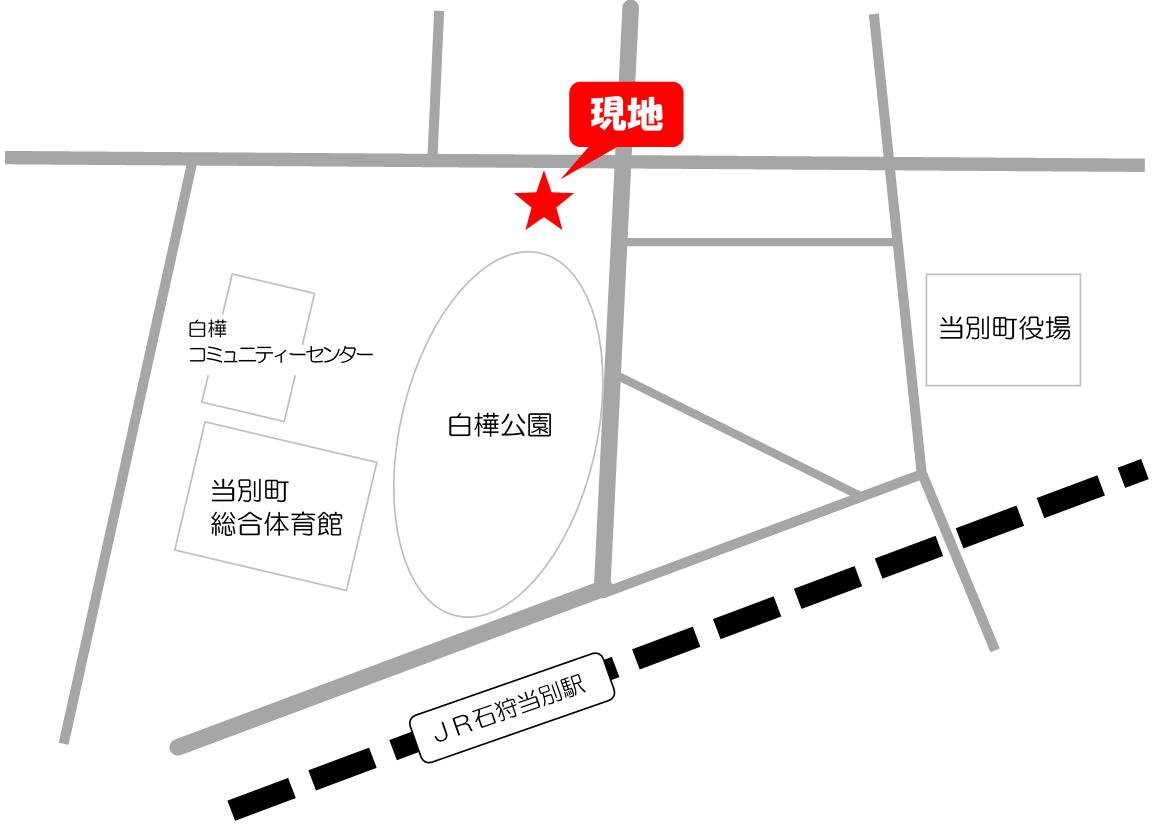 現地
白樺
コミュニティーセンター
当別町役場
白樺公園
当別町
総合体育館
ＪＲ石狩当別駅